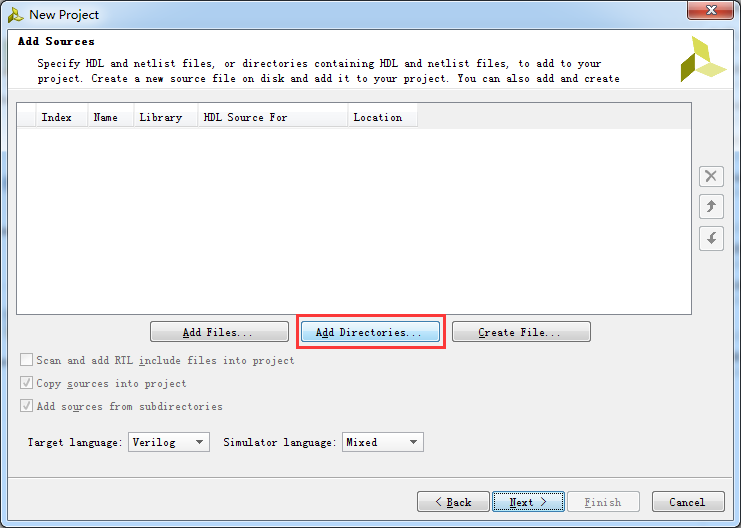 New Project
Add Sources
Specify HDL and netlist files, or directories containing HDL and netlist files, to add to your
project. Create a new source file on disk and add it to your project. You can also add and create
Index Name Library HDL Source For Location
Add Files... Add Directories... Create File...
Scan and add RTL include files into project
Copy sources into project
Add sources from subdirectories
Target language: Verilog Simulator language: Mixed
< Back Next > Finish Cancel